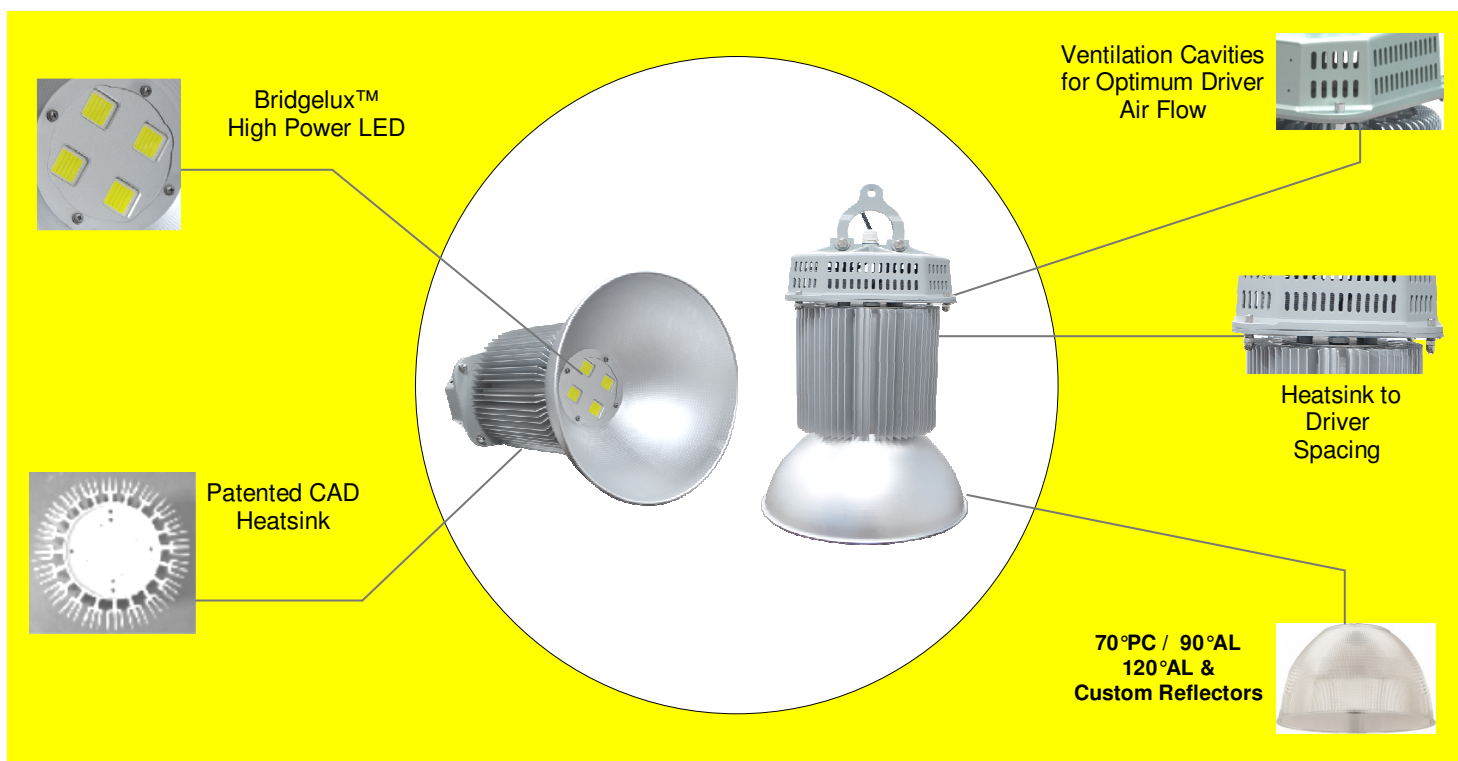 Bridgelux™
High Power LED
Ventilation Cavities
for Optimum Driver
Air Flow
Heatsink to
Driver
Spacing
Patented CAD
Heatsink
70°PC / 90°AL
120°AL &
Custom Reflectors